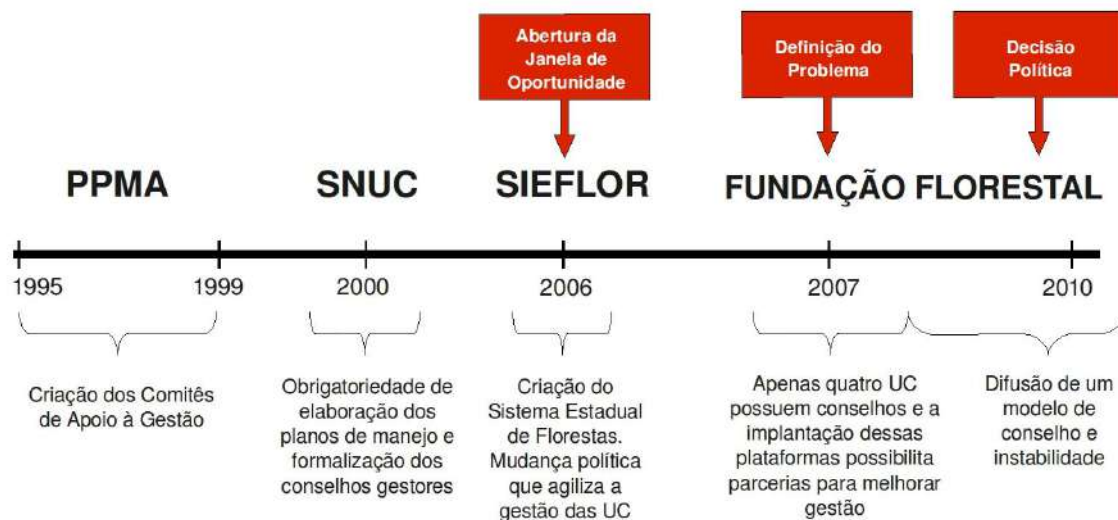 Abertura da
Janela de
Oportunidade
Definição do
Problema
Decisão
Política
PPMA
SNUC
SIEFLOR
FUNDAÇÃO FLORESTAL
1995
1999
2000
2006
2007
2010
Criação dos Comitês
de Apoio à Gestão
Obrigatoriedade de
elaboração dos
planos de manejo e
formalização dos
conselhos gestores
Criação do
Sistema Estadual
de Florestas.
Mudança política
que agiliza a
gestão das UC
Apenas quatro UC
possuem conselhos e a
implantação dessas
plataformas possibilita
parcerias para melhorar
gestão
Difusão de um
modelo de
conselho e
instabilidade